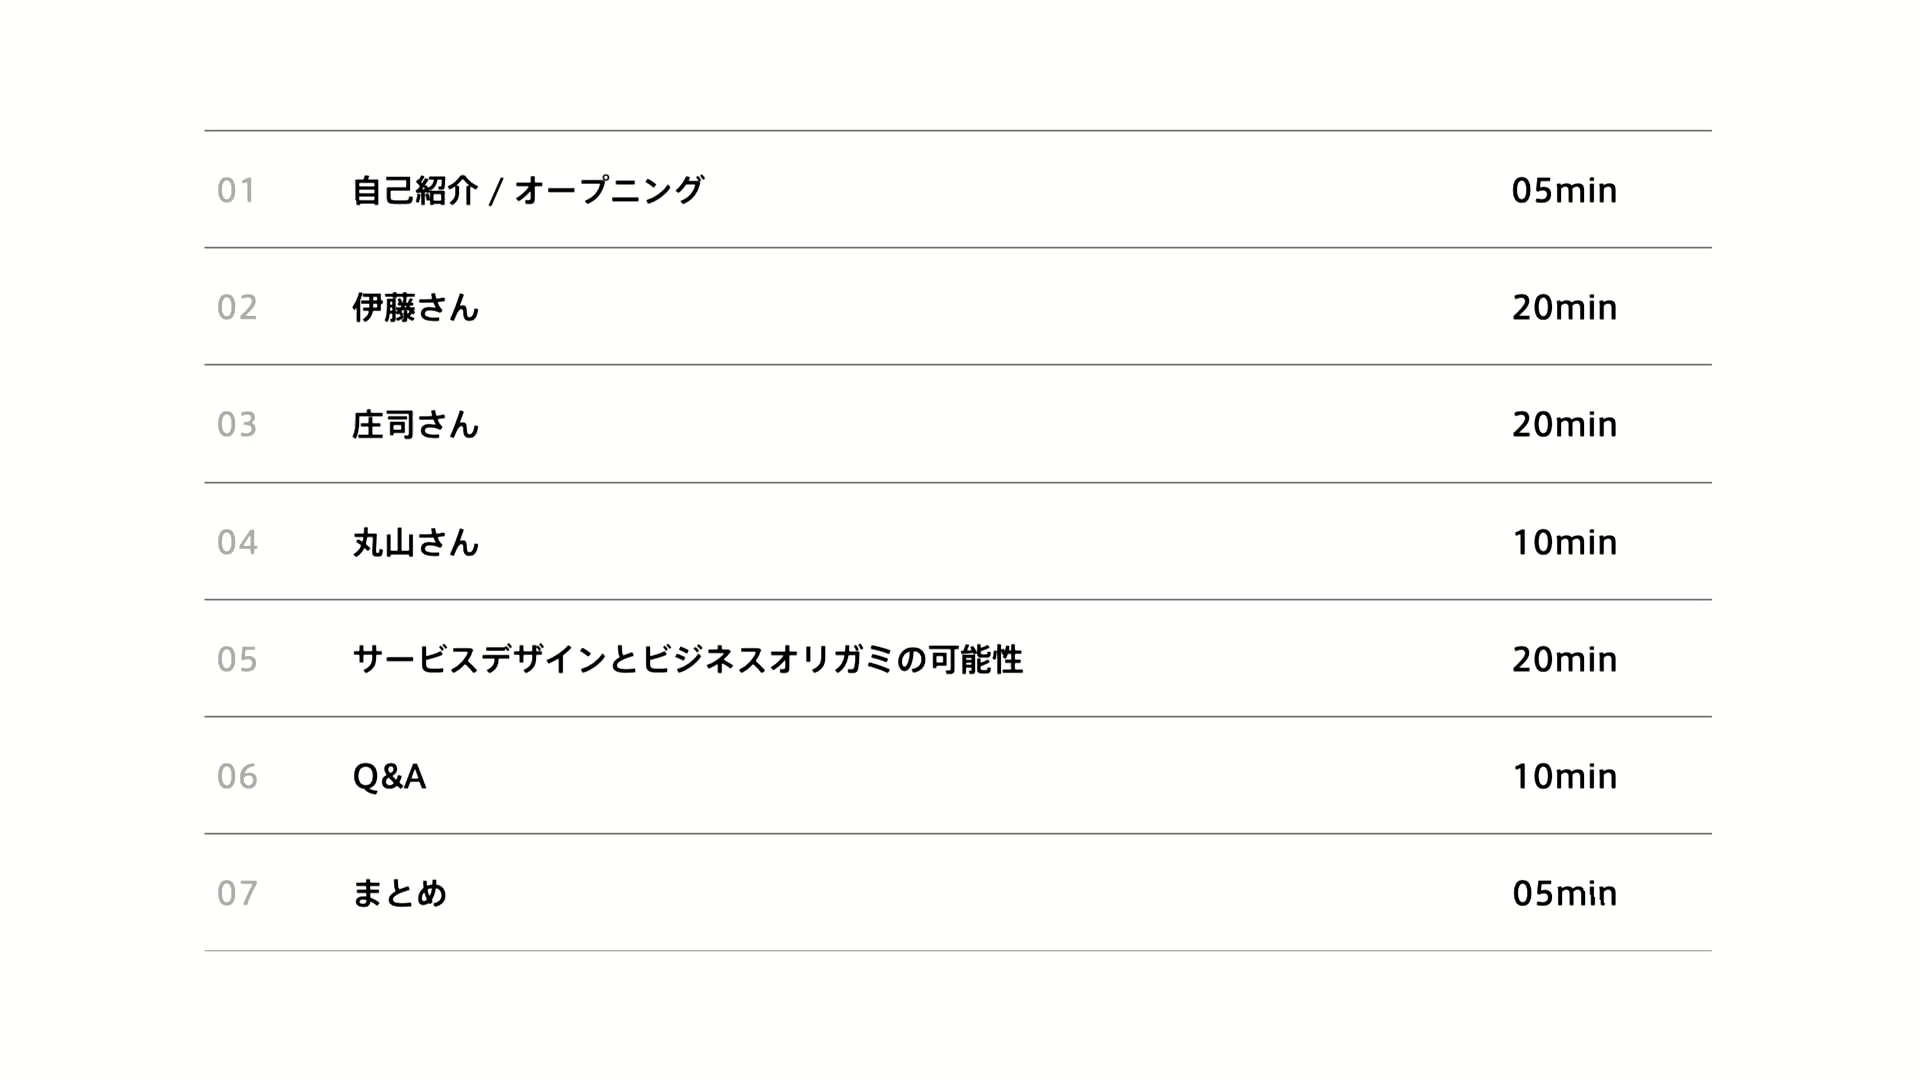 01 自己紹介 / オープニング 05min
02 伊藤さん 20min
03 庄司さん 20min
04 丸山さん 10min
05 サービスデザインとビジネスオリガミの可能性 20min
06 Q&A 10min
07 まとめ 05min